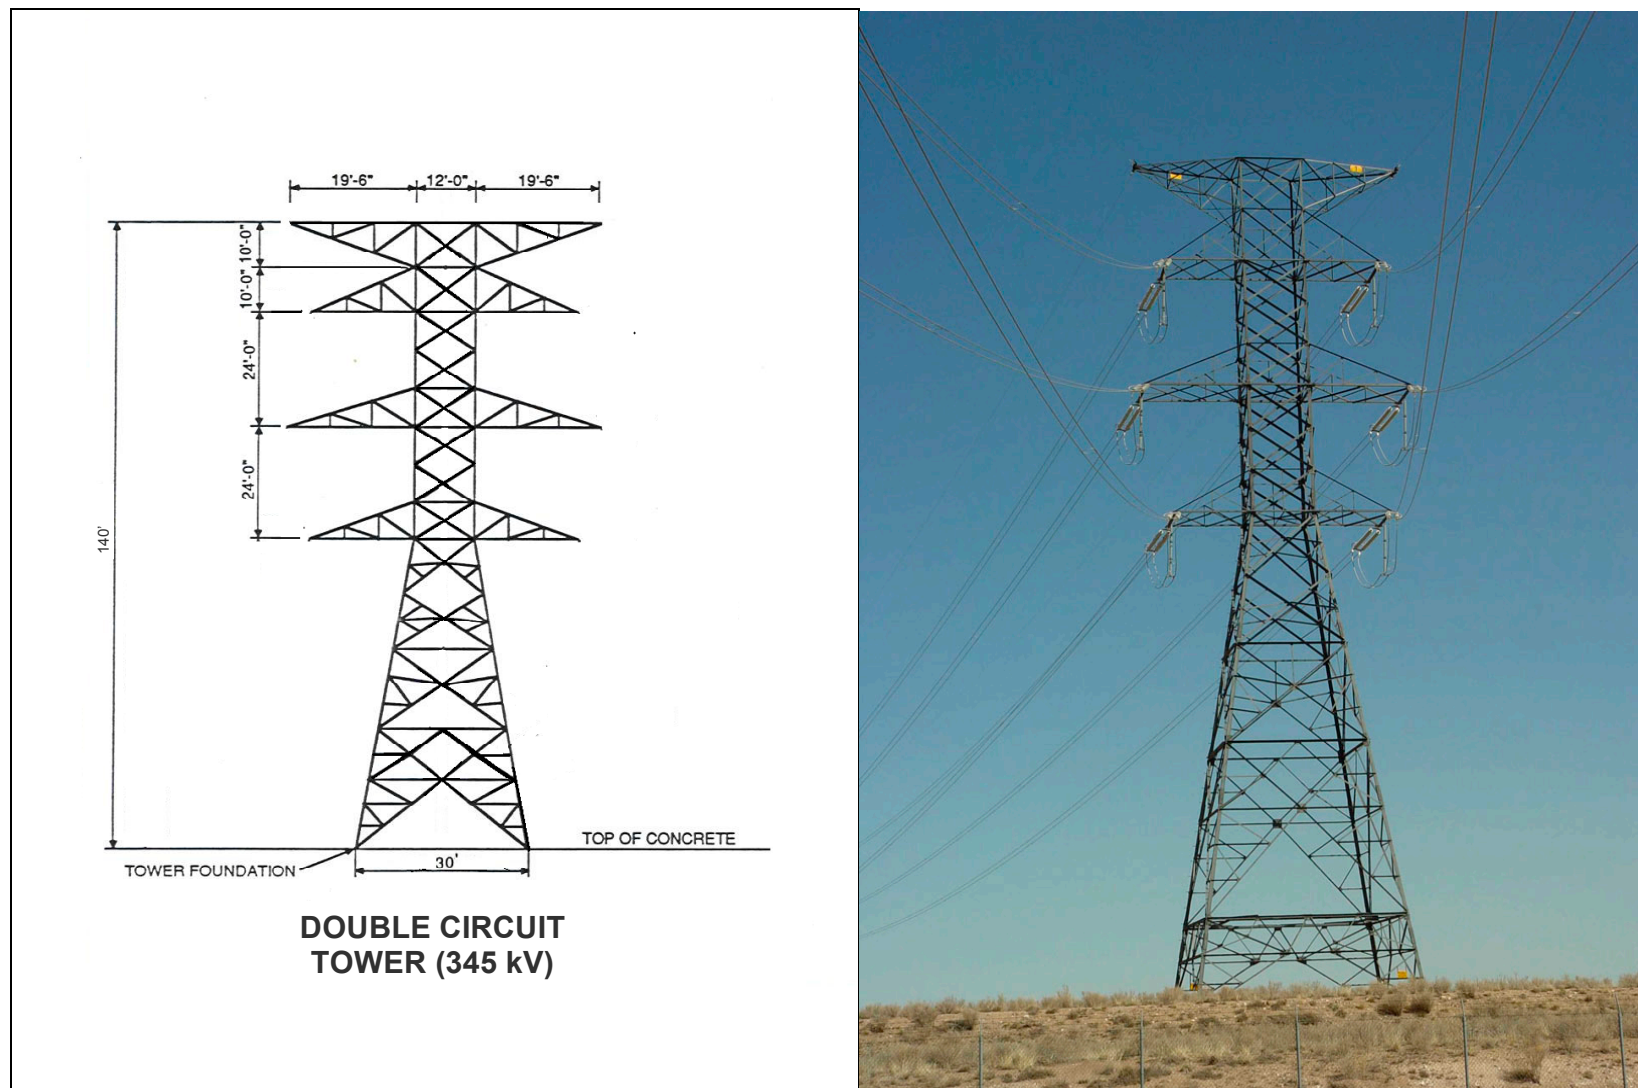 19'-6" 12'-0" 19'-6"
10'-0"
10'-0"
24'-0"
24'-0"
140'
TOP OF CONCRETE
TOWER FOUNDATION
30'
DOUBLE CIRCUIT
TOWER (345 kV)